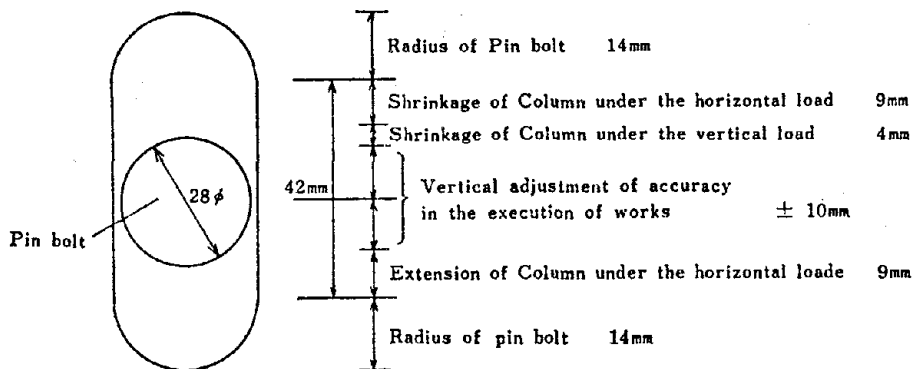 Radius of Pin bolt 14mm
Shrinkage of Column under the horizontal load 9mm
Shrinkage of Column under the vertical load 4mm
28φ
42mm
Vertical adjustment of accuracy
in the execution of works ± 10mm
Pin bolt
Extension of Column under the horizontal loade 9mm
Radius of pin bolt 14mm